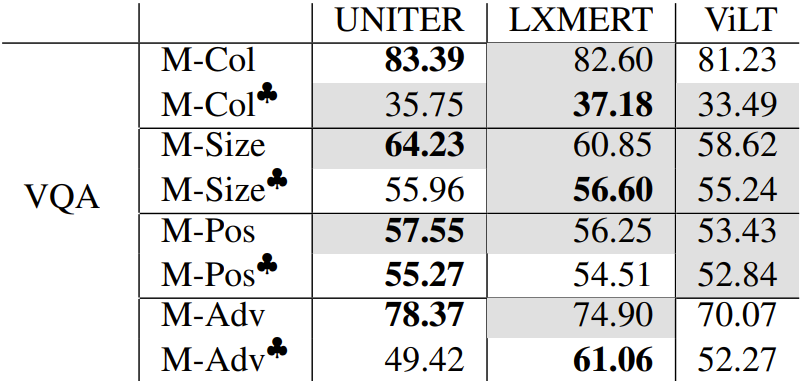 UNITER LXMERT ViLT
M-Col 83.39 82.60 81.23
M-Col♣ 35.75 37.18 33.49
M-Size 64.23 60.85 58.62
VQA M-Size♣ 55.96 56.60 55.24
M-Pos 57.55 56.25 53.43
M-Pos♣ 55.27 54.51 52.84
M-Adv 78.37 74.90 70.07
M-Adv♣ 49.42 61.06 52.27